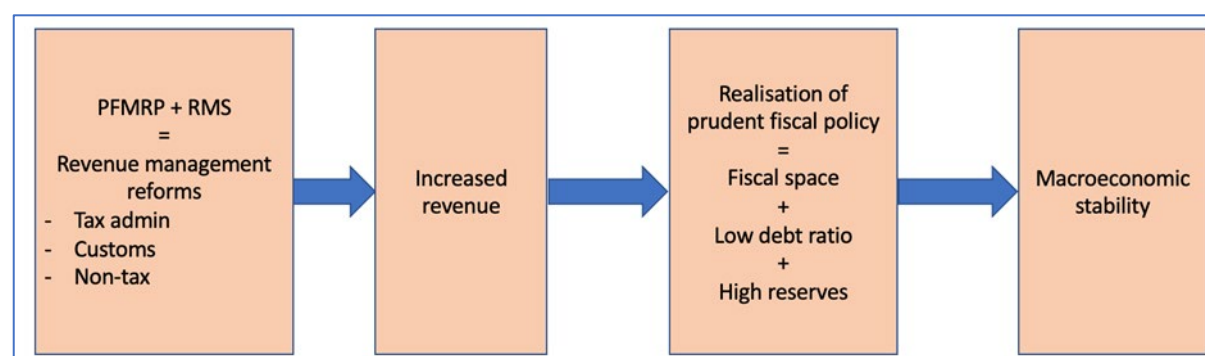 PFMRP + RMS
=
Revenue management
reforms
- Tax admin
- Customs
- Non-tax
Increased
revenue
Realisation of
prudent fiscal policy
=
Fiscal space
+
Low debt ratio
+
High reserves
Macroeconomic
stability